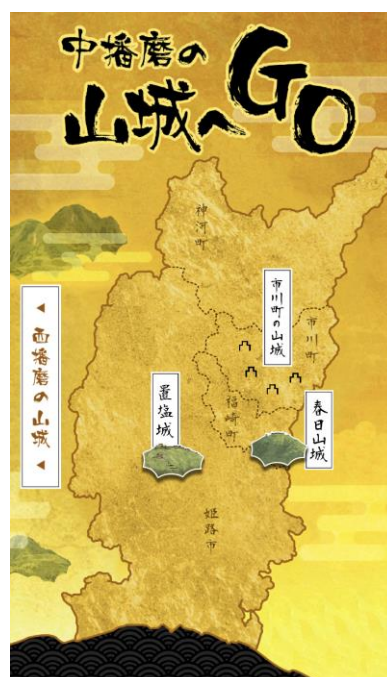 中播磨の
山城へGO
神河町
市川町の山城
市川町
◀ 西播磨の山城 ◀
置塩城
福崎町
春日山城
姫路市